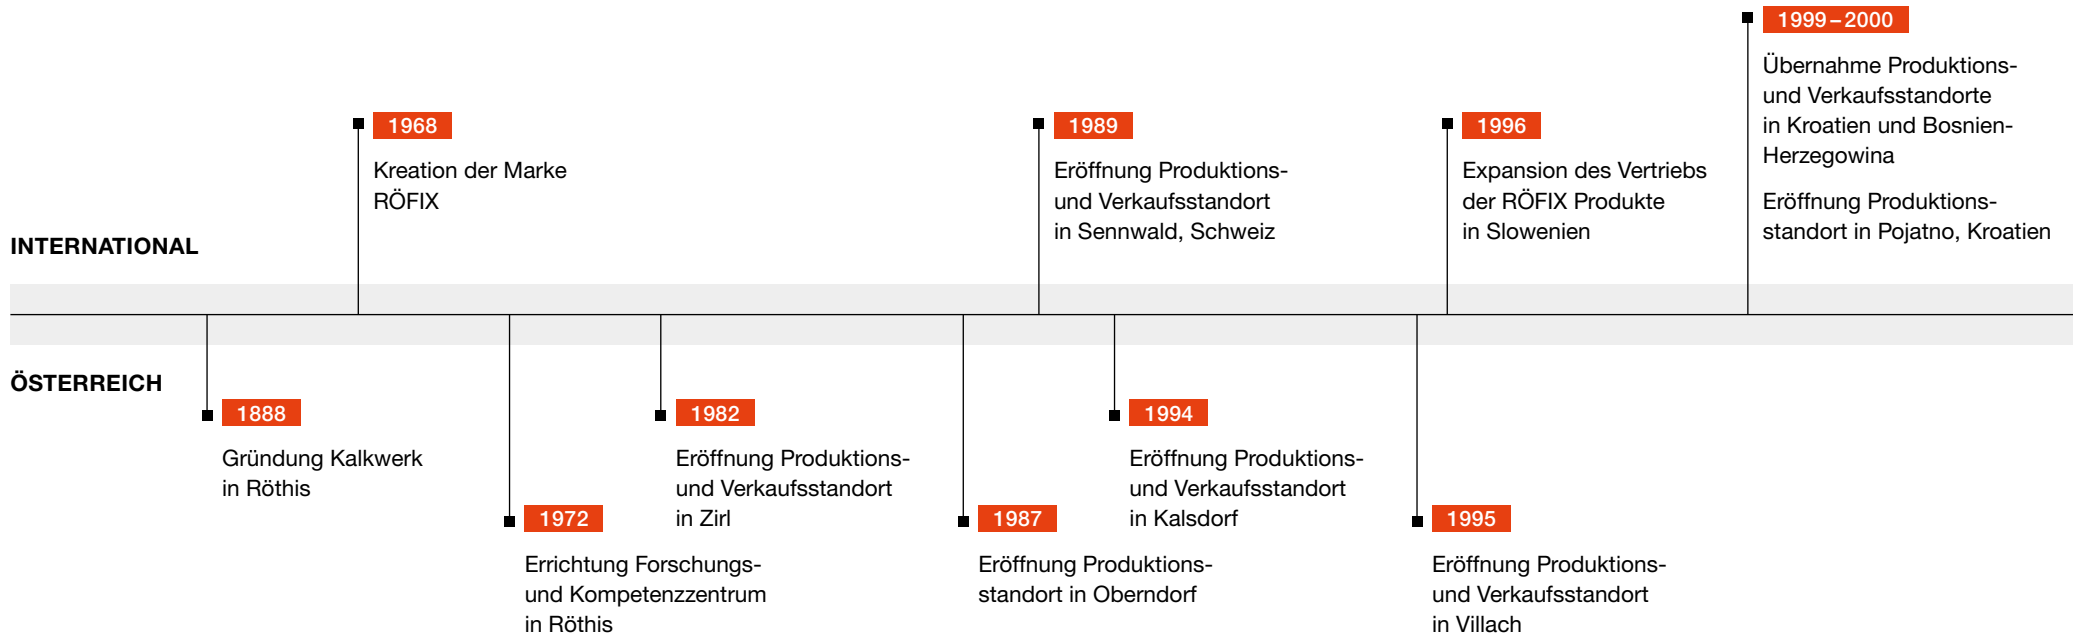 1999–2000
Übernahme Produktions-
und Verkaufsstandorte
in Kroatien und Bosnien-
Herzegowina
Eröffnung Produktions-
standort in Pojatno, Kroatien
1968
Kreation der Marke
RÖFIX
1989
Eröffnung Produktions-
und Verkaufsstandort
in Sennwald, Schweiz
1996
Expansion des Vertriebs
der RÖFIX Produkte
in Slowenien
INTERNATIONAL
ÖSTERREICH
1888
Gründung Kalkwerk
in Röthis
1972
Errichtung Forschungs-
und Kompetenzzentrum
in Röthis
1982
Eröffnung Produktions-
und Verkaufsstandort
in Zirl
1987
Eröffnung Produktions-
standort in Oberndorf
1994
Eröffnung Produktions-
und Verkaufsstandort
in Kalsdorf
1995
Eröffnung Produktions-
und Verkaufsstandort
in Villach